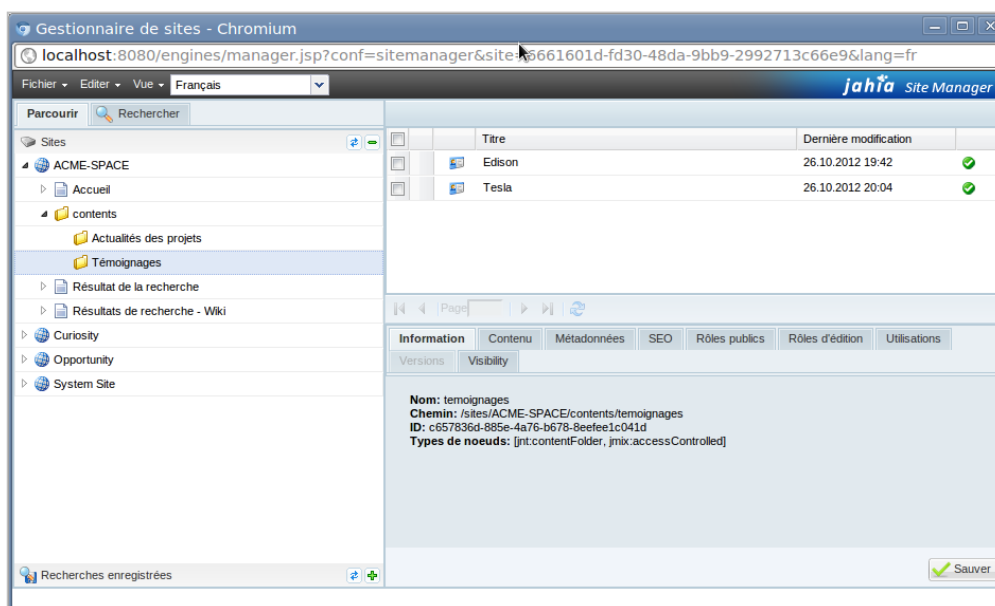 Gestionnaire de sites - Chromium
localhost:8080/engines/manager.jsp?conf=sitemanager&site= 6661601d-fd30-48da-9bb9-2992713c66e9&lang=fr
Fichier Editer Vue Français jahia Site Manager
Parcourir Rechercher
Sites
ACME-SPACE
Accueil
contents
Actualités des projets
Témoignages
Résultat de la recherche
Résultats de recherche - Wiki
Curiosity
Opportunity
System Site
Recherches enregistrées
Titre Dernière modification
Edison 26.10.2012 19:42
Tesla 26.10.2012 20:04
Page
Information Contenu Métadonnées SEO Rôles publics Rôles d'édition Utilisations
Versions Visibility
Nom: temoignages
Chemin: /sites/ACME-SPACE/contents/temoignages
ID: c657836d-885e-4a76-b678-8eefee1c041d
Types de noeuds: [jnt:contentFolder, jmix:accessControlled]
Sauver